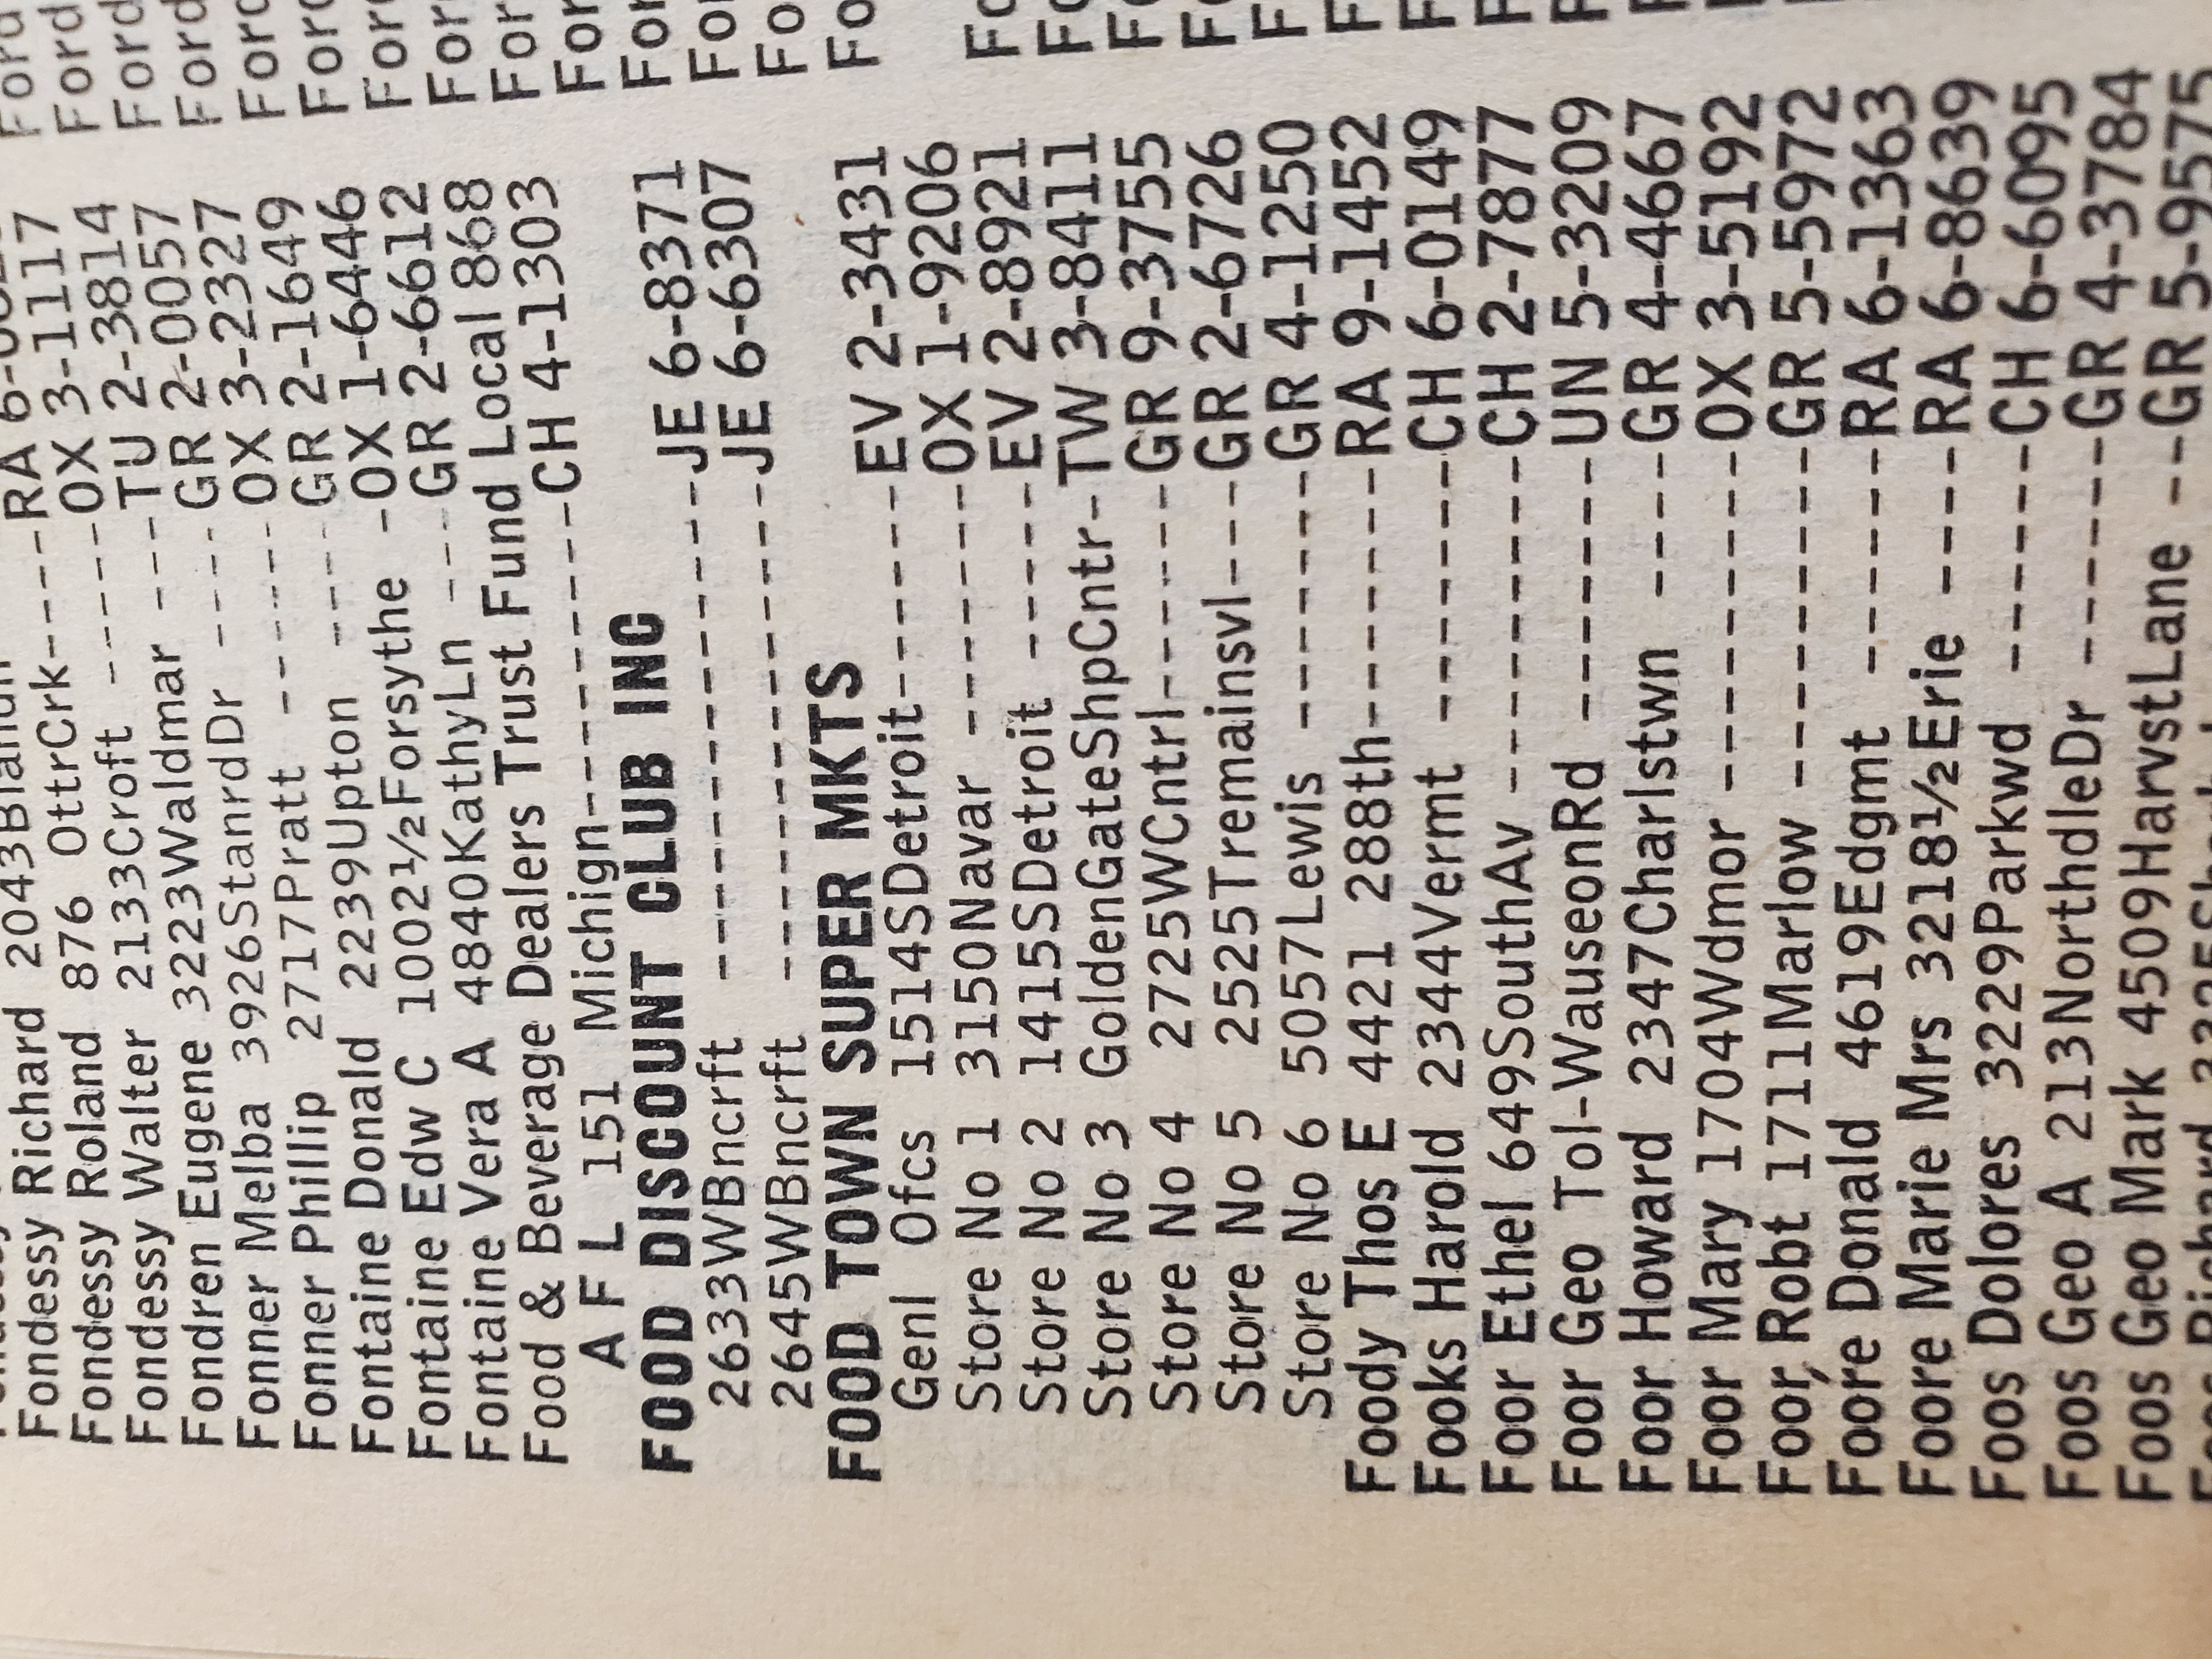 Fondessy Richard 2043 ----RA 6-
Fondessy Roland 876 OttrCrk-----OX 3-1117
Fondessy Walter 2133Croft ------TU 2-3814
Fondren Eugene 3223Waldmar ----GR 2-0057
Fonner Melba 3926StanrdDr -----OX 3-2327
Fonner Phillip 2717Pratt -------GR 2-1649
Fontaine Donald 2239Upton ----OX 1-6446
Fontaine Edw C 1002½Forsythe -GR 2-6612
Fontaine Vera A 4840KathyLn
Food & Beverage Dealers Trust Fund Local 868
A F L 151 Michign-------------CH 4-1303
FOOD DISCOUNT CLUB INC
2633WBncrft ------------------JE 6-8371
2645WBncrft ------------------JE 6-6307
FOOD TOWN SUPER MKTS
Genl Ofcs 1514SDetroit--------EV 2-3431
Store No 1 3150Navar ---------OX 1-9206
Store No 2 1415SDetroit ------EV 2-8921
Store No 3 GoldenGateShpCntr-TW 3-8411
Store No 4 2725WCntrl--------GR 9-3755
Store No 5 2525Tremainsvl----GR 2-6726
Store No 6 5057Lewis --------GR 4-1250
Foody Thos E 4421 288th---------RA 9-1452
Fooks Harold 2344Vermt --------CH 6-0149
Foor Ethel 649SouthAv ----------CH 2-7877
Foor Geo Tol-WauseonRd -------UN 5-3209
Foor Howard 2347Charlstwn ----GR 4-4667
Foor Mary 1704Wdmor ----------OX 3-5192
Foor Robt 1711Marlow ----------GR 5-5972
Foore Donald 4619Edgmt -------RA 6-1363
Foore Marie Mrs 3218½Erie ----RA 6-8639
Foos Dolores 3229Parkwd ------CH 6-6095
Foos Geo A 213NorthdleDr ------GR 4-3784
Foos Geo Mark 4509HarvstLane --GR 5-9575
Ford
Ford
Ford
Ford